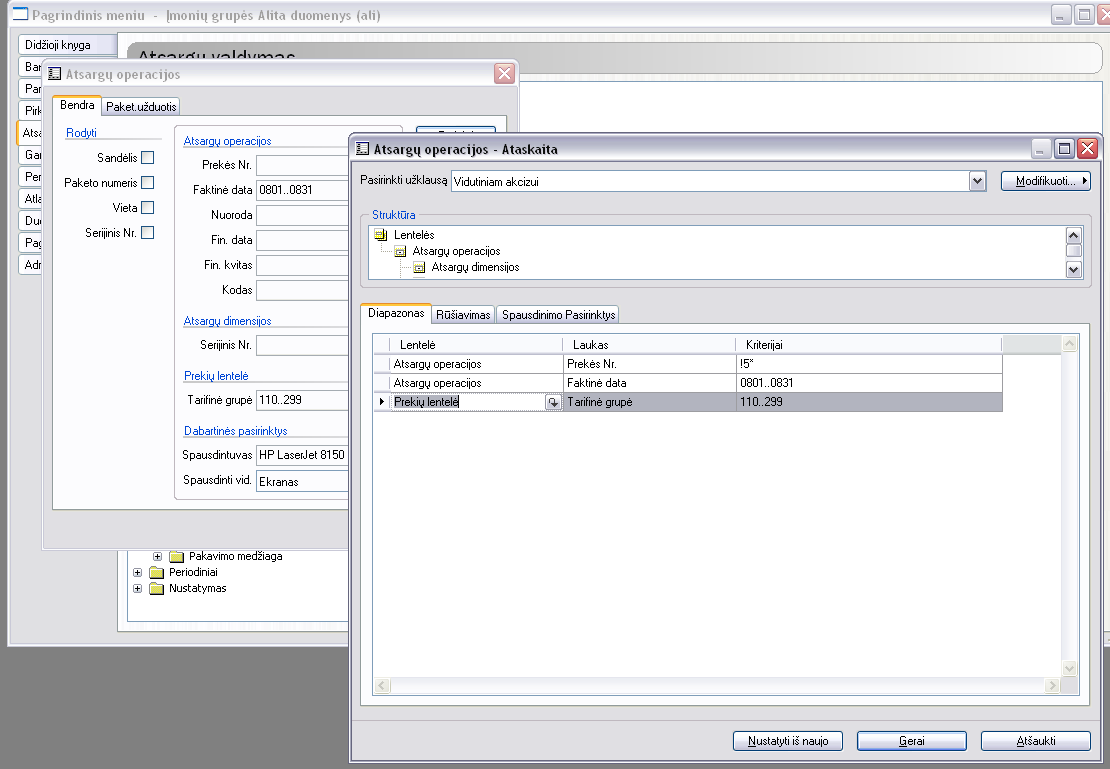 Pagrindinis meniu - Įmonių grupės Alita duomenys (ali)
Didžioji knyga
Atsargų valdymas
Atsargų operacijos
Bendra
Paket.užduotis
Rodyti
Sandėlis
Paketo numeris
Vieta
Serijinis Nr.
Atsargų operacijos
Prekės Nr.
Faktinė data 0801..0831
Nuoroda
Fin. data
Fin. kvitas
Kodas
Atsargų dimensijos
Serijinis Nr.
Prekių lentelė
Tarifinė grupė 110..299
Dabartinės pasirinktys
Spausdintuvas HP LaserJet 8150
Spausdinti vid. Ekranas
Pakavimo medžiaga
Periodiniai
Nustatymas
Atsargų operacijos - Ataskaita
Pasirinkti užklausą Vidutiniam akcizui
Modifikuoti...
Struktūra
Lentelės
Atsargų operacijos
Atsargų dimensijos
Diapazonas Rūšiavimas Spausdinimo Pasirinktys
Lentelė Laukas Kriterijai
Atsargų operacijos Prekės Nr. !5*
Atsargų operacijos Faktinė data 0801..0831
Prekių lentelė Tarifinė grupė 110..299
Nustatyti iš naujo Gerai Atšaukti